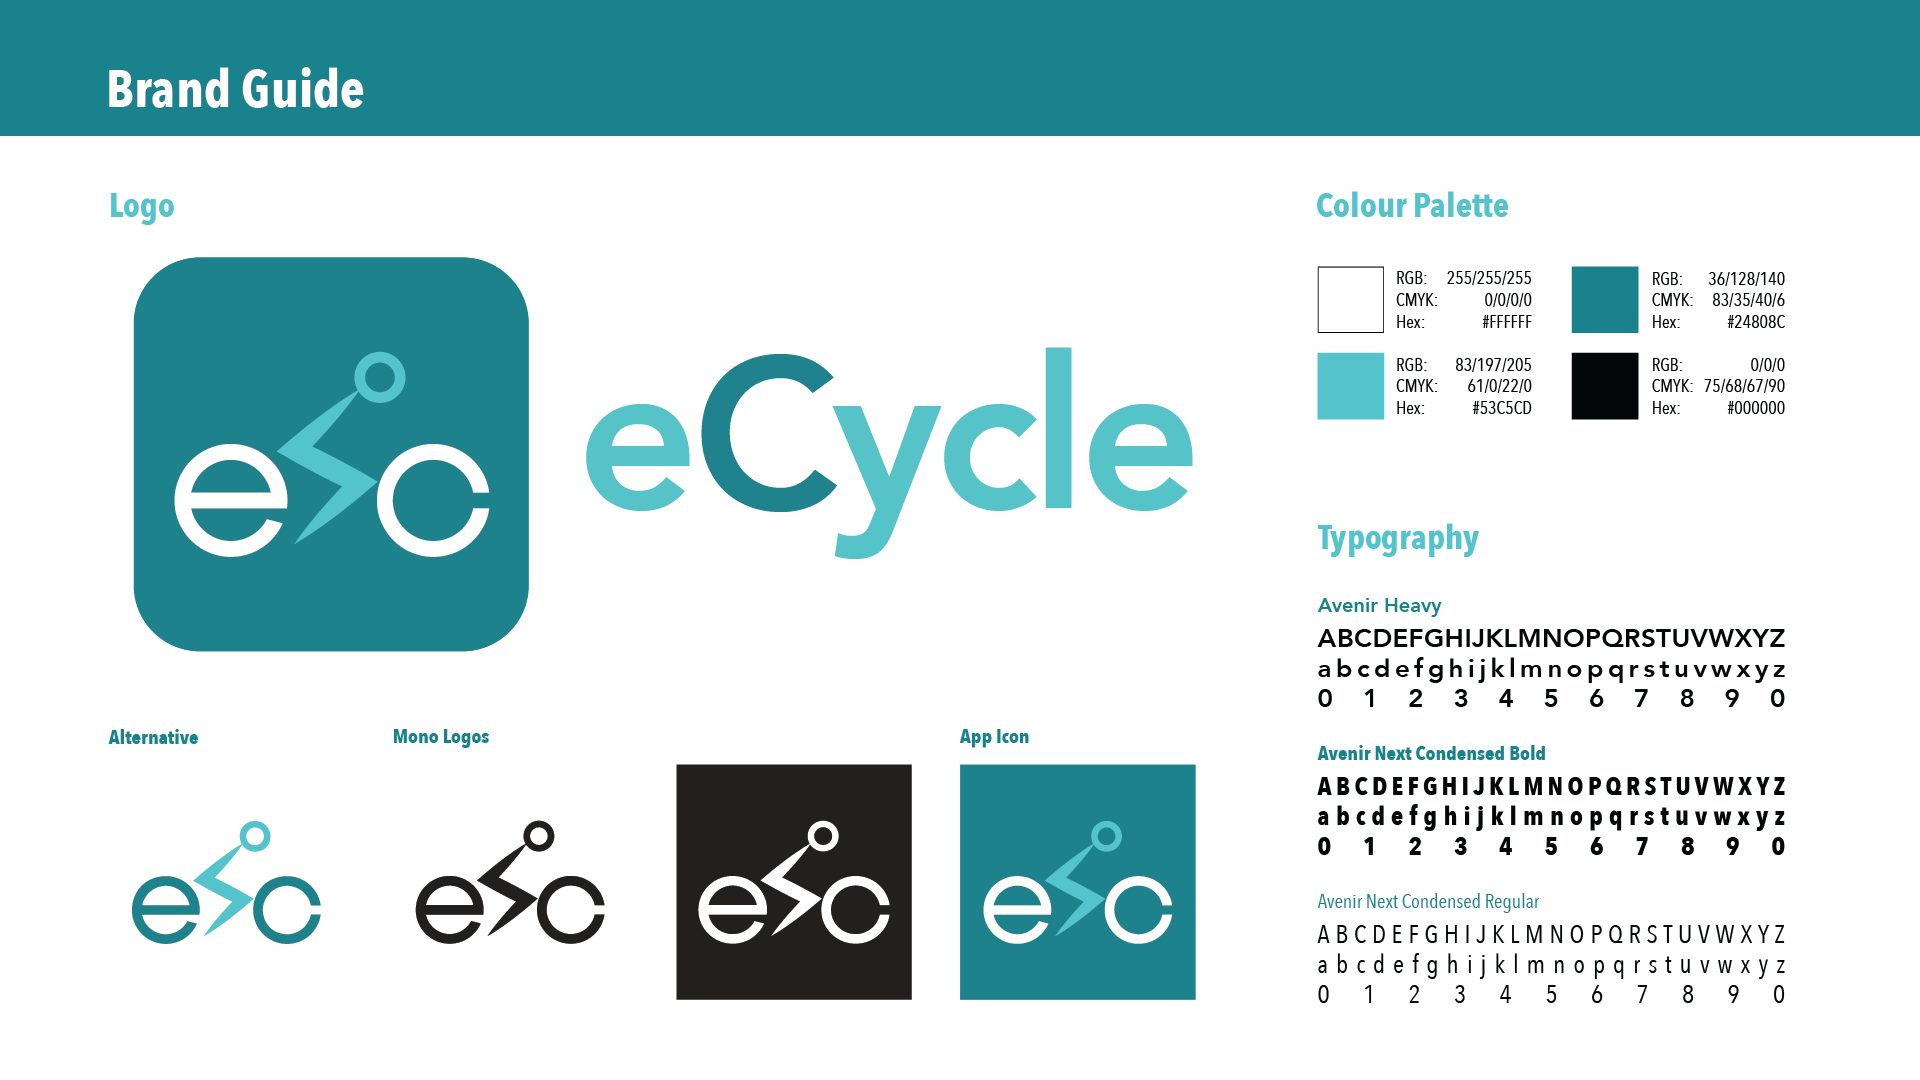 Brand Guide
Logo
e c
eCycle
Alternative
e c
Mono Logos
e c
e c
App Icon
e c
Colour Palette
RGB: 255/255/255
CMYK: 0/0/0/0
Hex: #FFFFFF
RGB: 36/128/140
CMYK: 83/35/40/6
Hex: #24808C
RGB: 83/197/205
CMYK: 61/0/22/0
Hex: #53C5CD
RGB: 0/0/0
CMYK: 75/68/67/90
Hex: #000000
Typography
Avenir Heavy
ABCDEFGHIJKLMNOPQRSTUVWXYZ
abcdefghijklmnopqrstuvwxyz
0 1 2 3 4 5 6 7 8 9 0
Avenir Next Condensed Bold
ABCDEFGHIJKLMNOPQRSTUVWXYZ
abcdefghijklmnopqrstuvwxyz
0 1 2 3 4 5 6 7 8 9 0
Avenir Next Condensed Regular
ABCDEFGHIJKLMNOPQRSTUVWXYZ
abcdefghijklmnopqrstuvwxyz
0 1 2 3 4 5 6 7 8 9 0